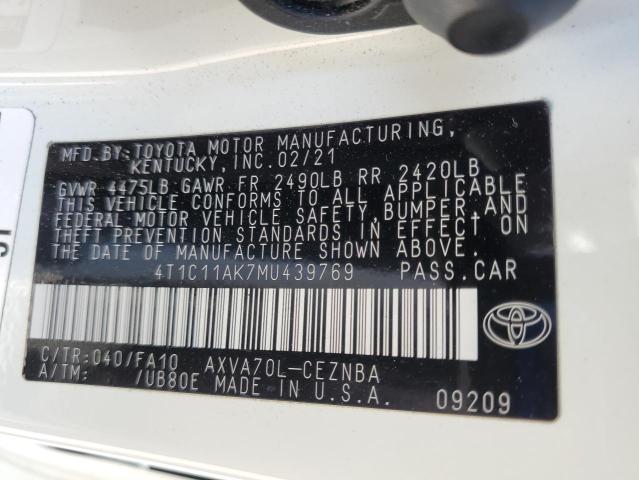 MFD.BY:TOYOTA MOTOR MANUFACTURING,
KENTUCKY, INC.02/21
GVWR 4475LB GAWR FR 2490LB RR 2420LB
THIS VEHICLE CONFORMS TO ALL APPLICABLE
FEDERAL MOTOR VEHICLE SAFETY, BUMPER, AND
THEFT PREVENTION STANDARDS IN EFFECT ON
THE DATE OF MANUFACTURE SHOWN ABOVE.
4T1C11AK7MU439769 PASS.CAR
C/TR:040/FA10 AXVA70L-CEZNBA
A/TM: /UB80E MADE IN U.S.A.
09209